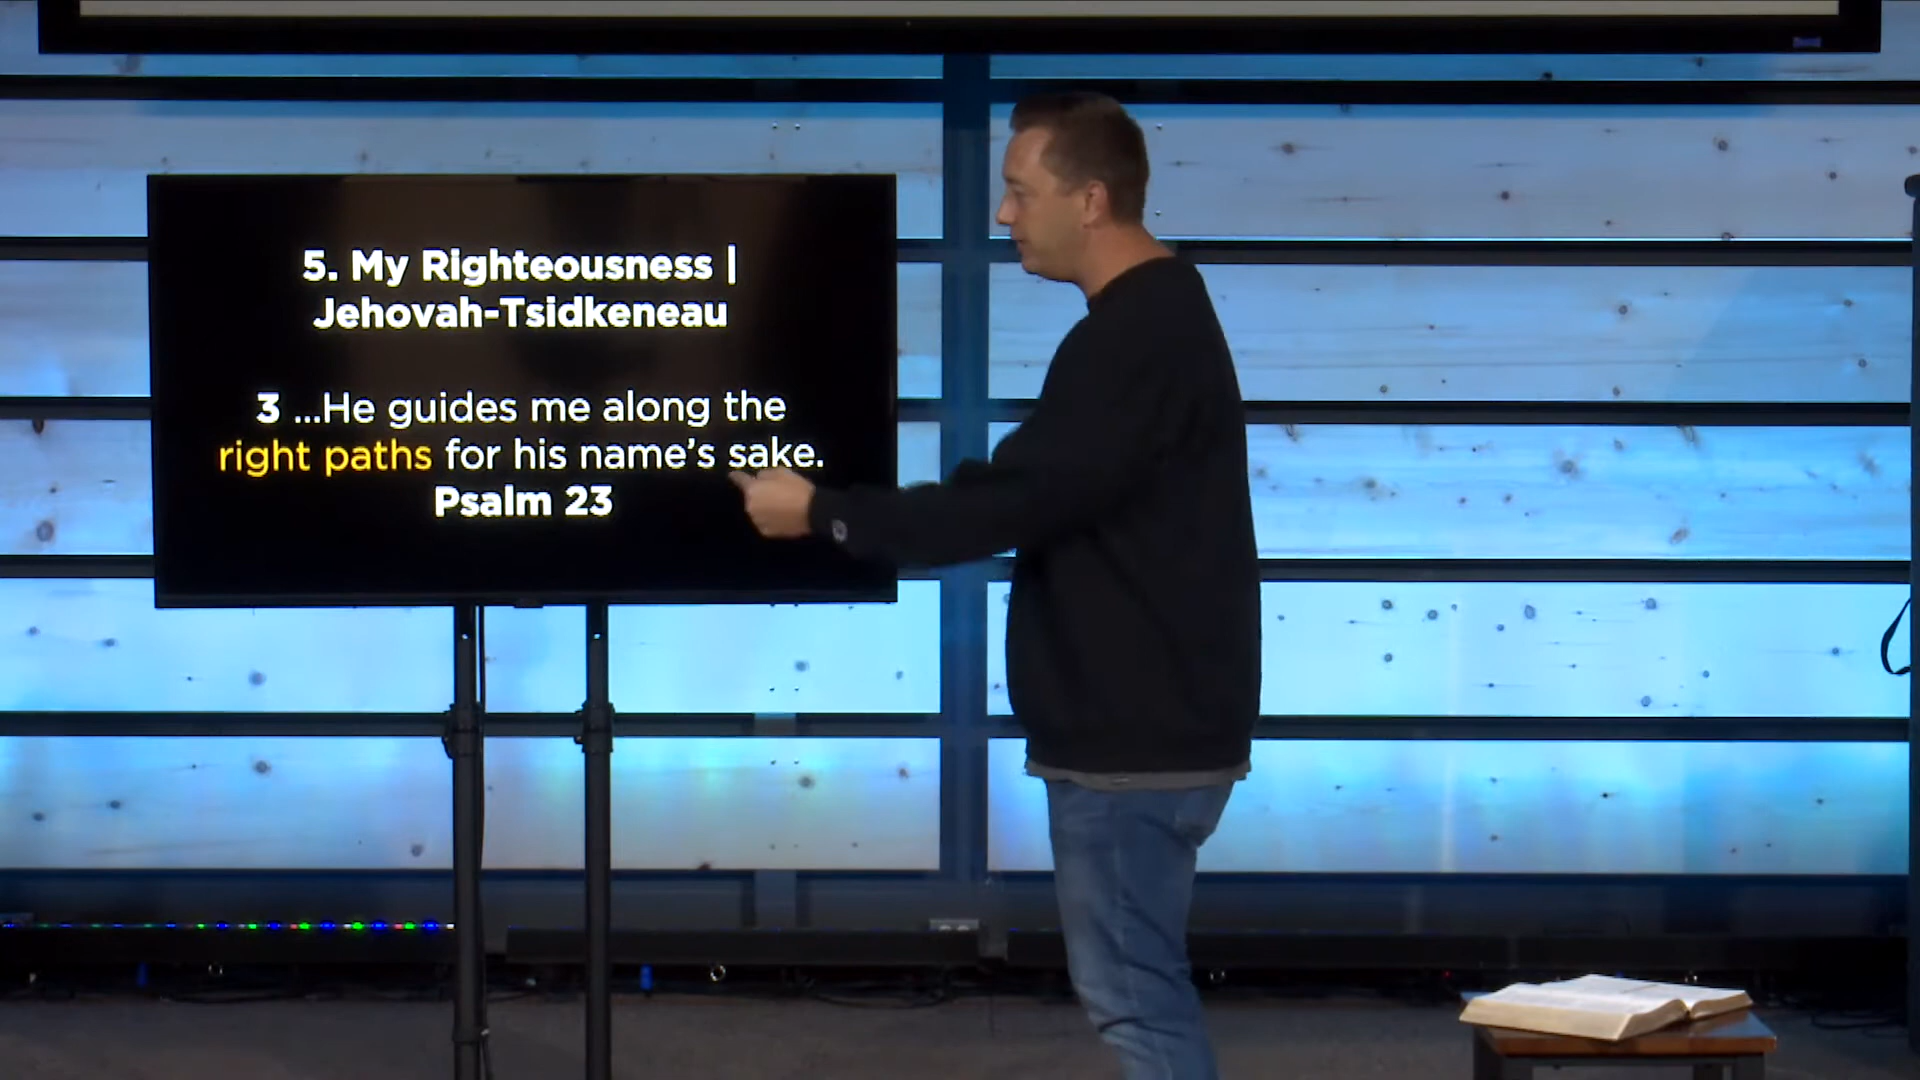 5. My Righteousness |
Jehovah-Tsidkeneau
3 ...He guides me along the
right paths for his name's sake.
Psalm 23